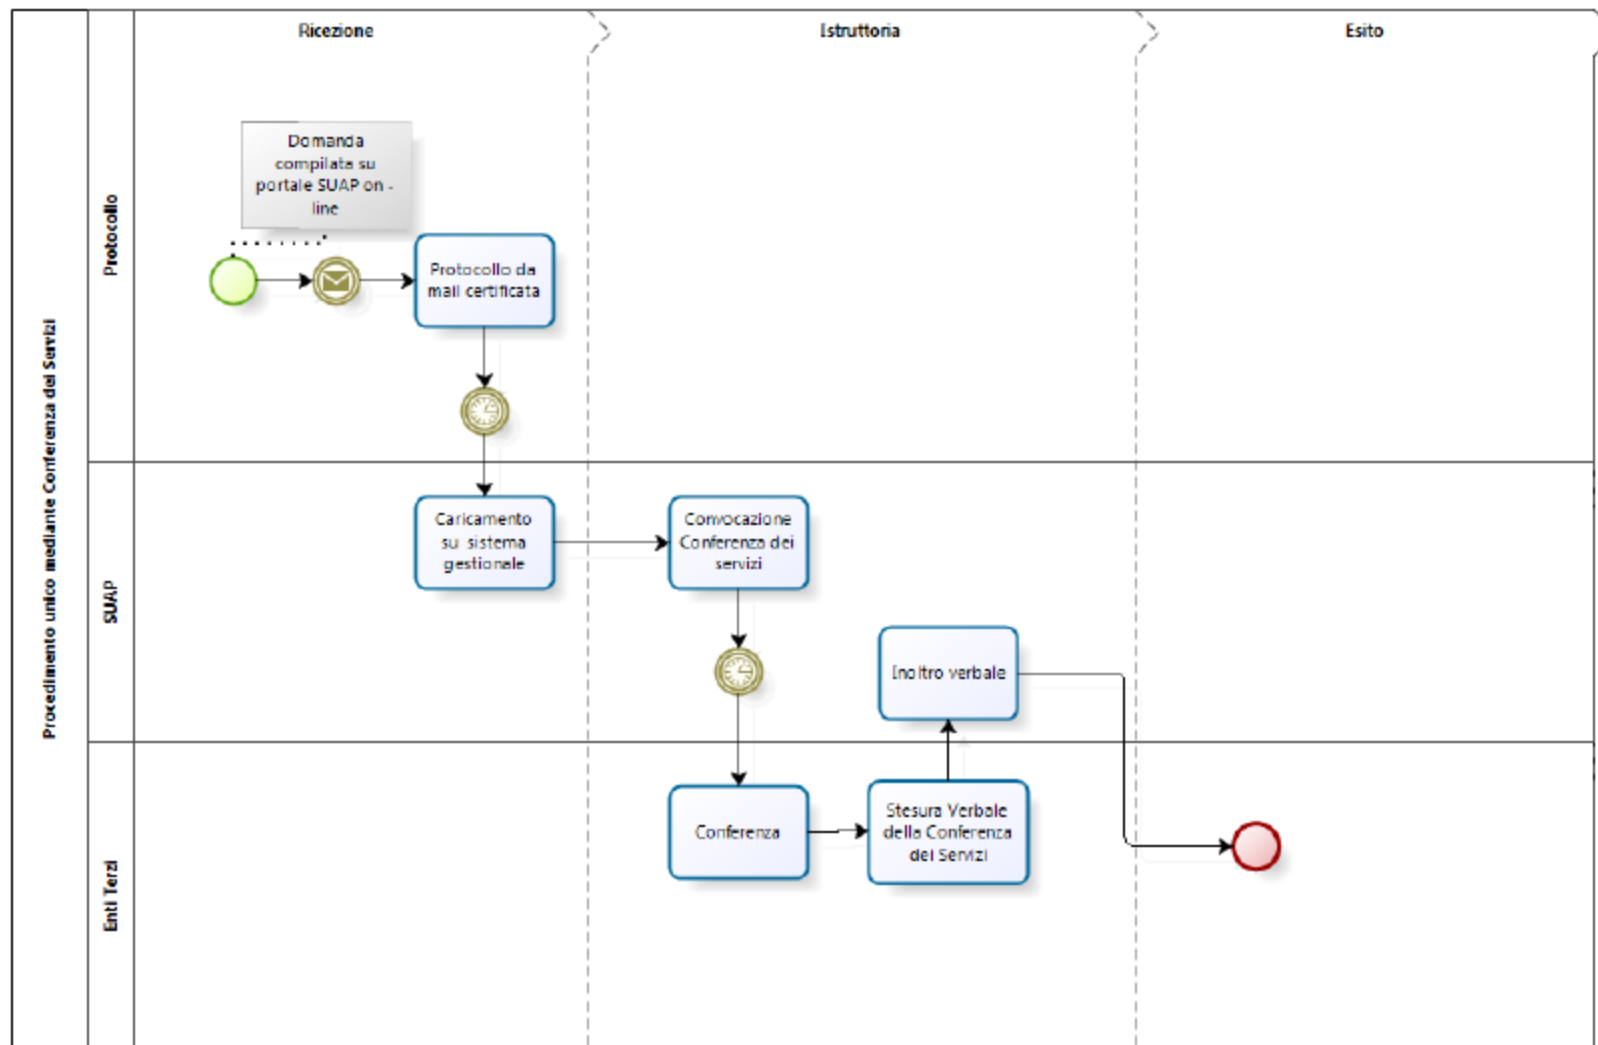 Ricezione
Istruttoria
Esito
Procedimento unico mediante Conferenza dei Servizi
Protocollo
Domanda
compilata su
portale SUAP on -
line
Protocollo da
mail certificata
SUAP
Caricamento
su sistema
gestionale
Convocazione
Conferenza dei
servizi
Inoltro verbale
Enti Terzi
Conferenza
Stesura Verbale
della Conferenza
dei Servizi